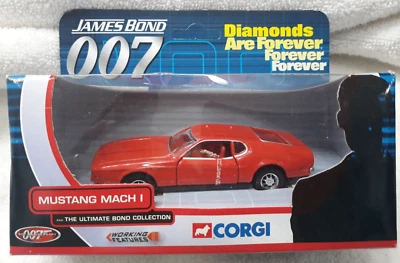 JAMES BOND
007
Diamonds
Are Forever
Forever
Forever
MUSTANG MACH I
...THE ULTIMATE BOND COLLECTION
007
WORKING
FEATURES
CORGI